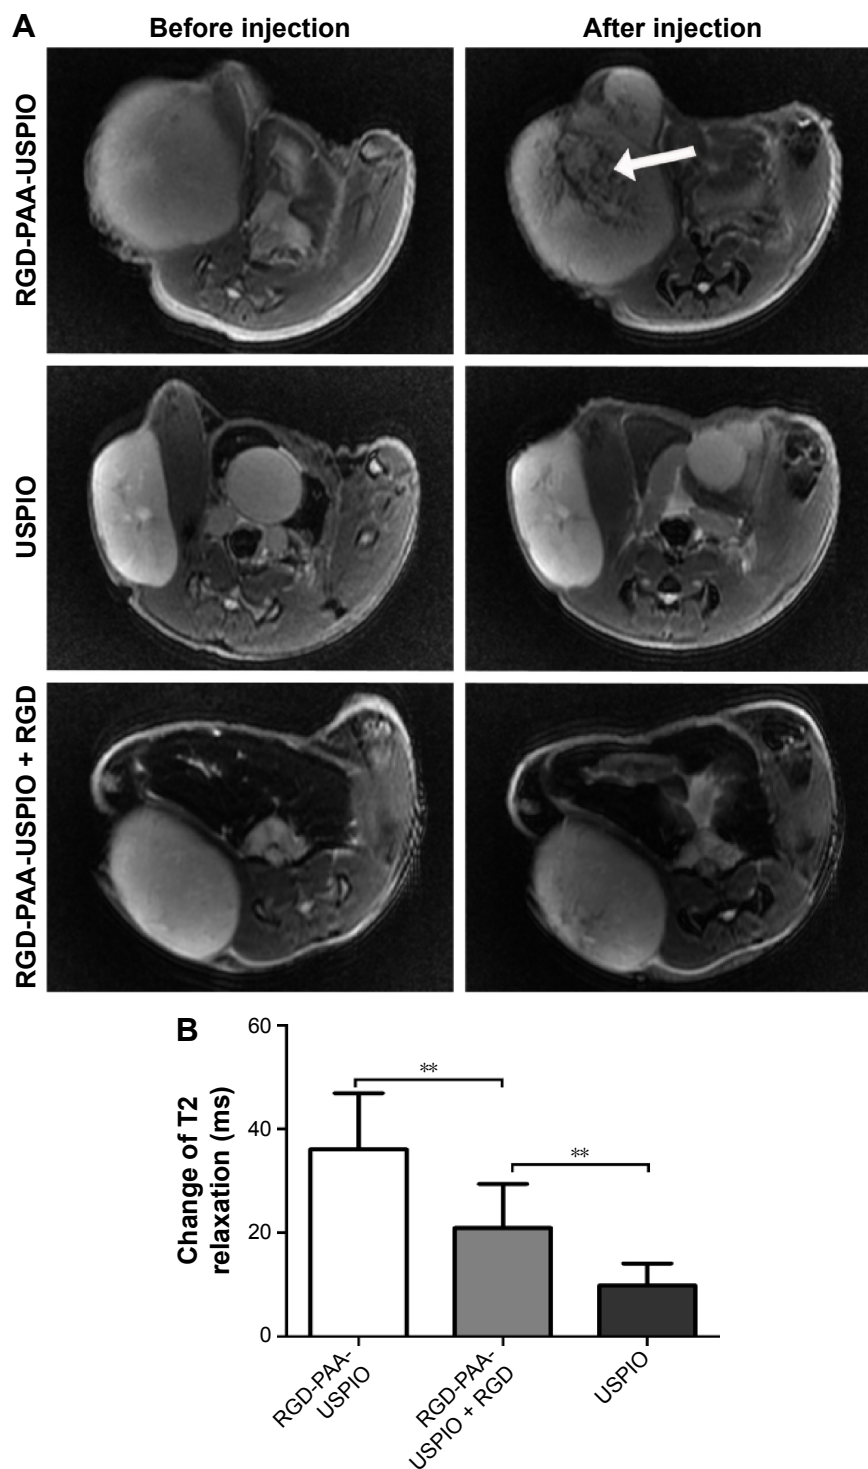 A
Before injection
After injection
RGD-PAA-USPIO
USPIO
RGD-PAA-USPIO + RGD
B
Change of T2
relaxation (ms)
60
40
20
0
**
**
RGD-PAA-
USPIO
RGD-PAA-
USPIO + RGD
USPIO